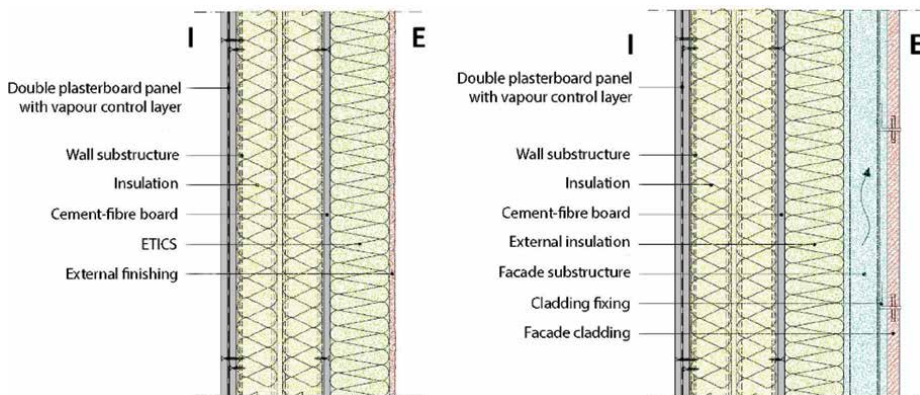 I
E
Double plasterboard panel
with vapour control layer
Wall substructure
Insulation
Cement-fibre board
ETICS
External finishing
I
E
Double plasterboard panel
with vapour control layer
Wall substructure
Insulation
Cement-fibre board
External insulation
Facade substructure
Cladding fixing
Facade cladding